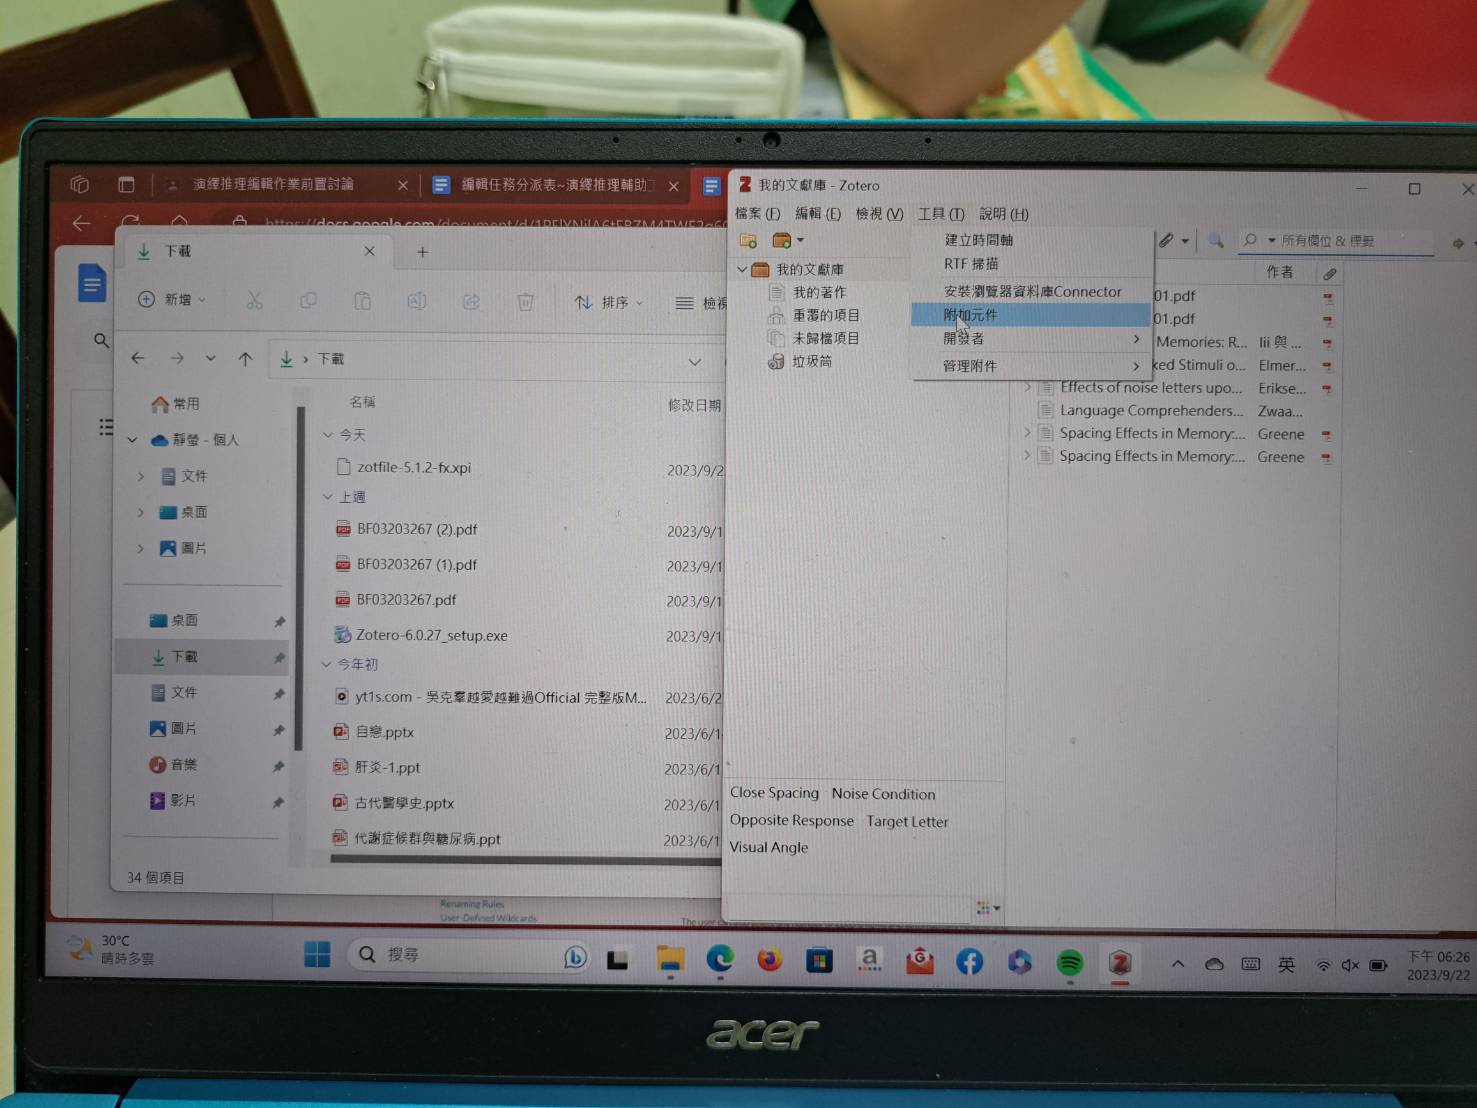 演繹推理編輯作業前置討論
編輯任務分派表~演繹推理輔助
下載
新增
排序
檢視
下載
常用
靜螢 - 個人
文件
桌面
圖片
桌面
下載
文件
圖片
音樂
影片
34 個項目
名稱
修改日期
今天
zotfile-5.1.2-fx.xpi
2023/9/2
上週
BF03203267 (2).pdf
2023/9/1
BF03203267 (1).pdf
2023/9/1
BF03203267.pdf
2023/9/1
Zotero-6.0.27_setup.exe
2023/9/1
今年初
yt1s.com - 吳克羣越愛越難過Official 完整版M...
2023/6/2
自戀.pptx
2023/6/1
肝炎-1.ppt
2023/6/1
古代醫學史.pptx
2023/6/1
代謝症候群與糖尿病.ppt
2023/6/1
Renaming Rules
User-Defined Wildcards
The user
我的文獻庫 - Zotero
檔案 (F) 編輯 (E) 檢視 (V) 工具 (T) 說明 (H)
所有欄位 & 標籤
我的文獻庫
我的著作
重覆的項目
未歸檔項目
垃圾筒
建立時間軸
RTF 掃描
安裝瀏覽器資料庫Connector
附加元件
開發者
管理附件
作者
01.pdf
01.pdf
Memories: R... Iii 與 ...
ked Stimuli o... Elmer...
Effects of noise letters upo... Erikse...
Language Comprehenders... Zwaa...
Spacing Effects in Memory:... Greene
Spacing Effects in Memory:... Greene
Close Spacing Noise Condition
Opposite Response Target Letter
Visual Angle
30°C
晴時多雲
搜尋
英
下午 06:26
2023/9/22
acer